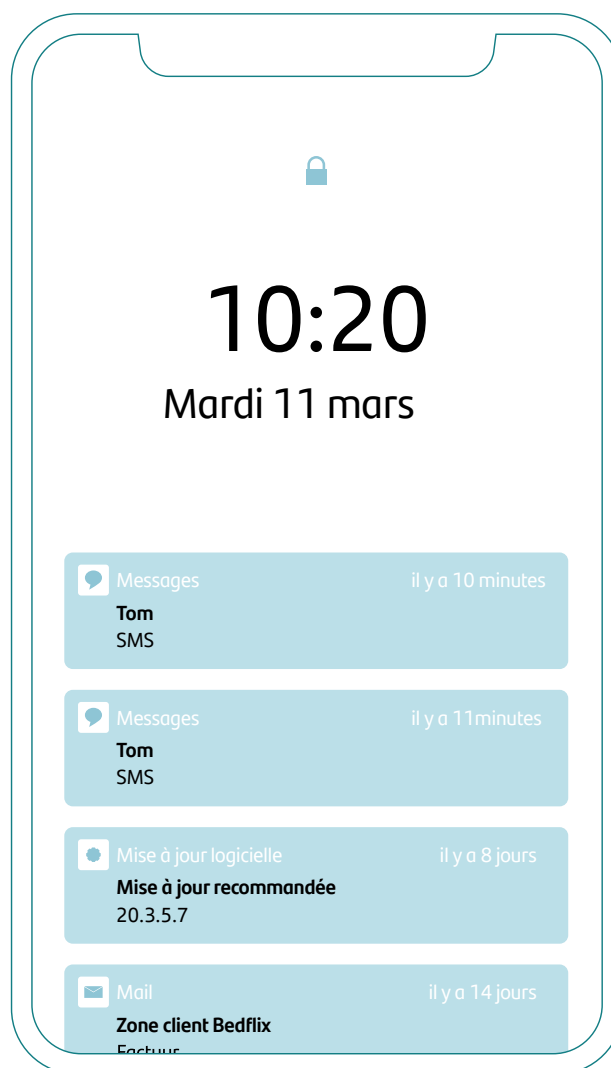 10:20
Mardi 11 mars
Messages il y a 10 minutes
Tom
SMS
Messages il y a 11minutes
Tom
SMS
Mise à jour logicielle il y a 8 jours
Mise à jour recommandée
20.3.5.7
Mail il y a 14 jours
Zone client Bedflix
Factuur